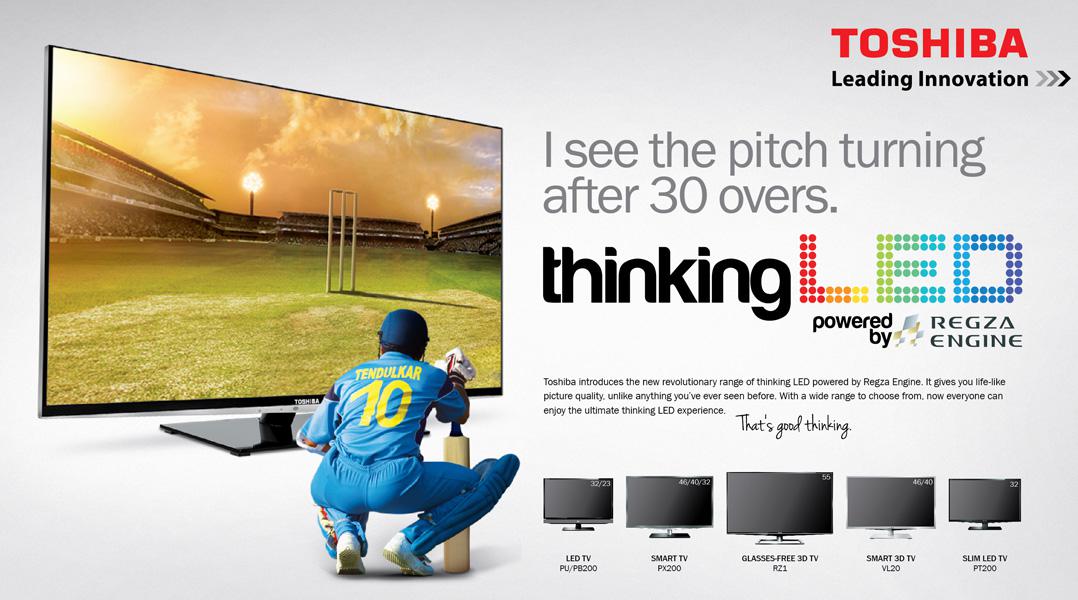 TOSHIBA
Leading Innovation >>>
I see the pitch turning
after 30 overs.
thinking LED
powered
by
REGZA
ENGINE
Toshiba introduces the new revolutionary range of thinking LED powered by Regza Engine. It gives you life-like
picture quality, unlike anything you've ever seen before. With a wide range to choose from, now everyone can
enjoy the ultimate thinking LED experience.
That's good thinking.
TOSHIBA
TENDULKAR
10
32/23
46/40/32
55
46/40
32
LED TV
PU/PB200
SMART TV
PX200
GLASSES-FREE 3D TV
RZ1
SMART 3D TV
VL20
SLIM LED TV
PT200